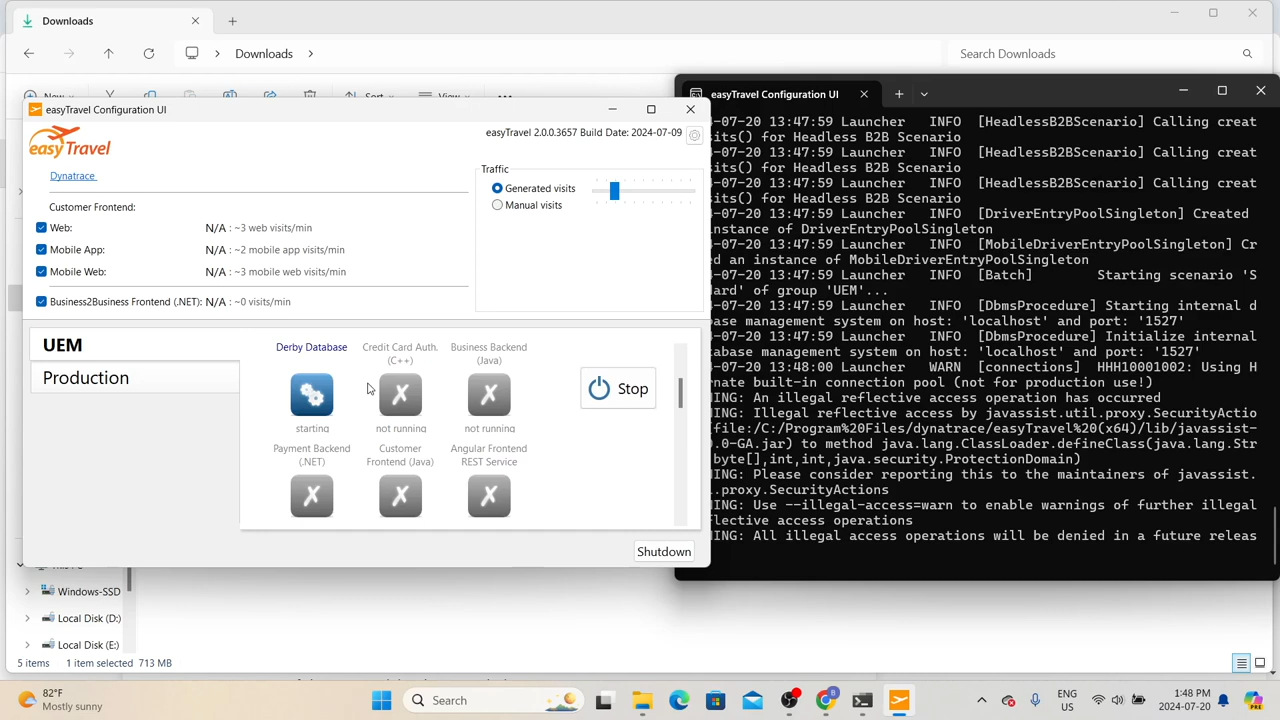 Downloads
Downloads
Search Downloads
easyTravel Configuration UI
easyTravel
easyTravel 2.0.0.3657 Build Date: 2024-07-09
Dynatrace
Traffic
Generated visits
Manual visits
Customer Frontend:
Web: N/A : ~3 web visits/min
Mobile App: N/A : ~2 mobile app visits/min
Mobile Web: N/A : ~3 mobile web visits/min
Business2Business Frontend (.NET): N/A : ~0 visits/min
UEM
Production
Derby Database
starting
Credit Card Auth.
(C++)
not running
Business Backend
(Java)
not running
Stop
Payment Backend
(.NET)
Customer
Frontend (Java)
Angular Frontend
REST Service
Shutdown
easyTravel Configuration UI
-07-20 13:47:59 Launcher INFO [HeadlessB2BScenario] Calling creat
sits() for Headless B2B Scenario
-07-20 13:47:59 Launcher INFO [HeadlessB2BScenario] Calling creat
sits() for Headless B2B Scenario
-07-20 13:47:59 Launcher INFO [HeadlessB2BScenario] Calling creat
sits() for Headless B2B Scenario
-07-20 13:47:59 Launcher INFO [DriverEntryPoolSingleton] Created
instance of DriverEntryPoolSingleton
-07-20 13:47:59 Launcher INFO [MobileDriverEntryPoolSingleton] Cr
ed an instance of MobileDriverEntryPoolSingleton
-07-20 13:47:59 Launcher INFO [Batch] Starting scenario 'S
lard' of group 'UEM'...
-07-20 13:47:59 Launcher INFO [DbmsProcedure] Starting internal d
base management system on host: 'localhost' and port: '1527'
-07-20 13:47:59 Launcher INFO [DbmsProcedure] Initialize internal
tabase management system on host: 'localhost' and port: '1527'
-07-20 13:48:00 Launcher WARN [connections] HHH10001002: Using H
nate built-in connection pool (not for production use!)
NING: An illegal reflective access operation has occurred
NING: Illegal reflective access by javassist.util.proxy.SecurityActio
(file:/C:/Program%20Files/dynatrace/easyTravel%20(x64)/lib/javassist-
.0-GA.jar) to method java.lang.ClassLoader.defineClass(java.lang.Str
byte[],int,int,java.security.ProtectionDomain)
NING: Please consider reporting this to the maintainers of javassist.
l.proxy.SecurityActions
NING: Use --illegal-access=warn to enable warnings of further illegal
flective access operations
NING: All illegal access operations will be denied in a future releas
Windows-SSD
Local Disk (D:)
Local Disk (E:)
5 items 1 item selected 713 MB
82°F
Mostly sunny
Search
ENG
US
1:48 PM
2024-07-20